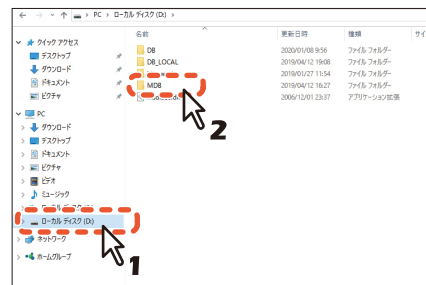 PC › ローカル ディスク (D:) ›
名前
更新日時
種類
サイ
DB
2020/01/08 9:56
ファイル フォルダー
DB_LOCAL
2019/04/12 19:08
ファイル フォルダー
2019/01/27 11:54
ファイル フォルダー
MDB
2019/04/12 16:27
ファイル フォルダー
2006/12/01 23:37
アプリケーション拡張
クイック アクセス
デスクトップ
ダウンロード
ドキュメント
ピクチャ
PC
ダウンロード
デスクトップ
ドキュメント
ピクチャ
ビデオ
ミュージック
ローカル ディスク (D:)
ネットワーク
ホームグループ
1
2